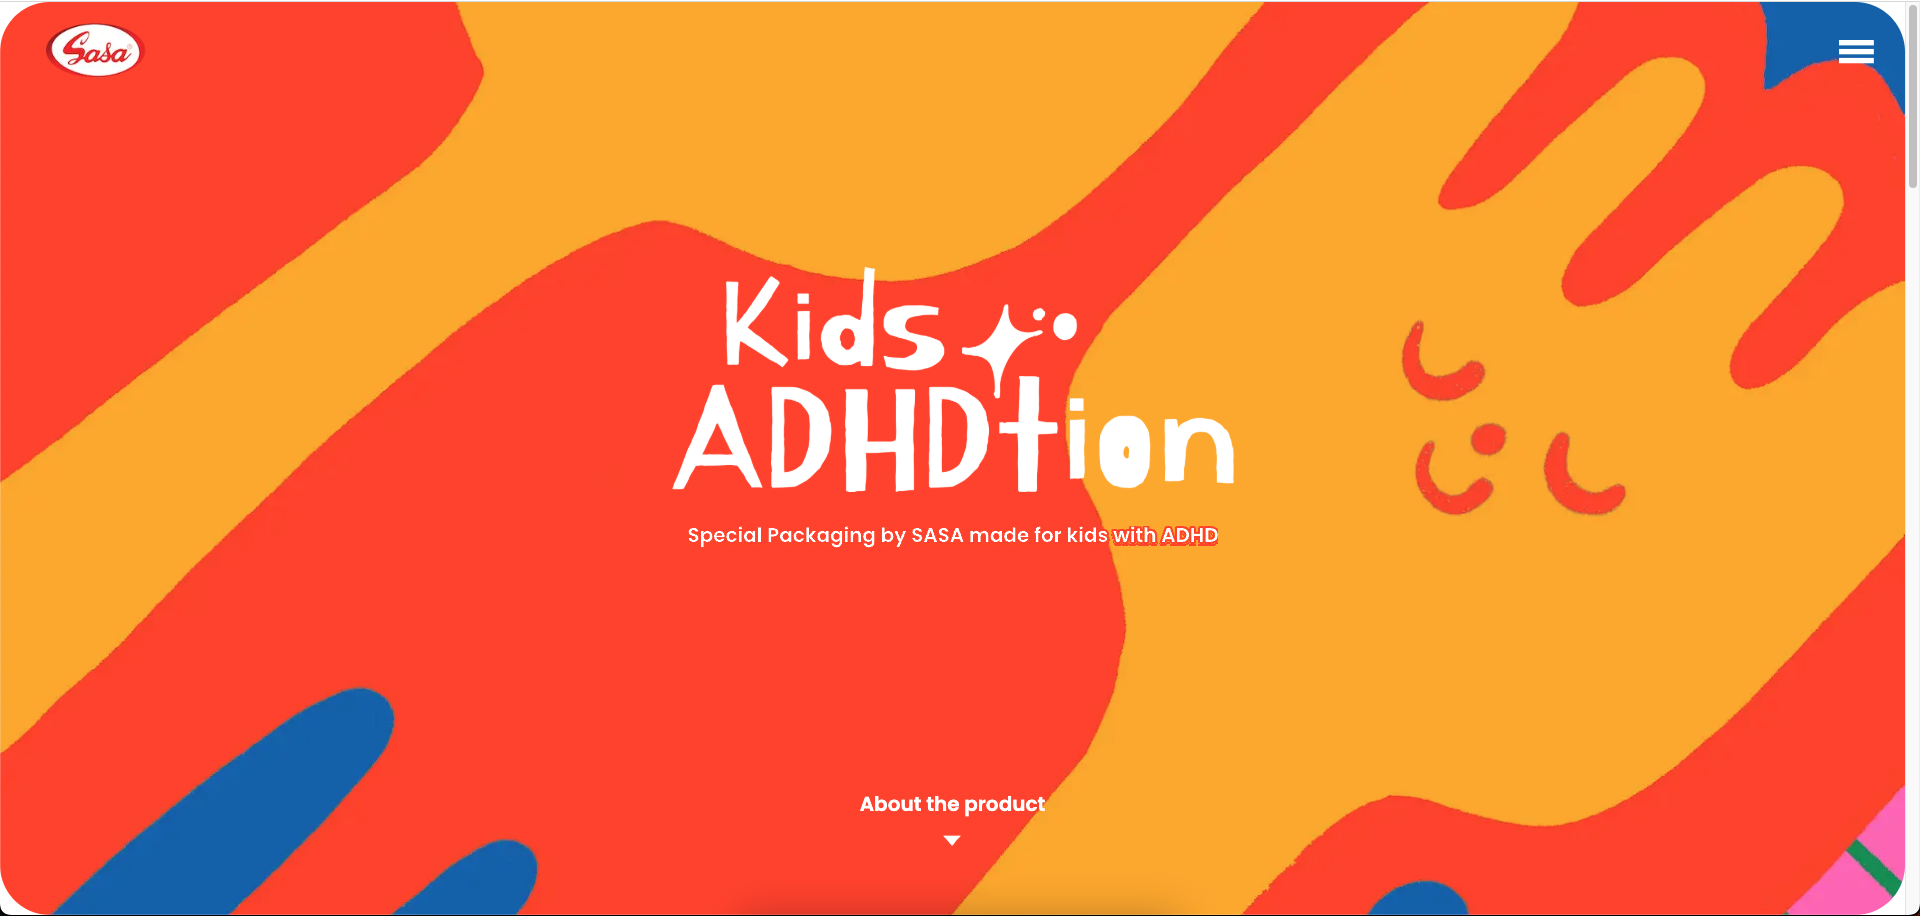 Sasa
Kids
ADHDtion
Special Packaging by SASA made for kids with ADHD
About the product